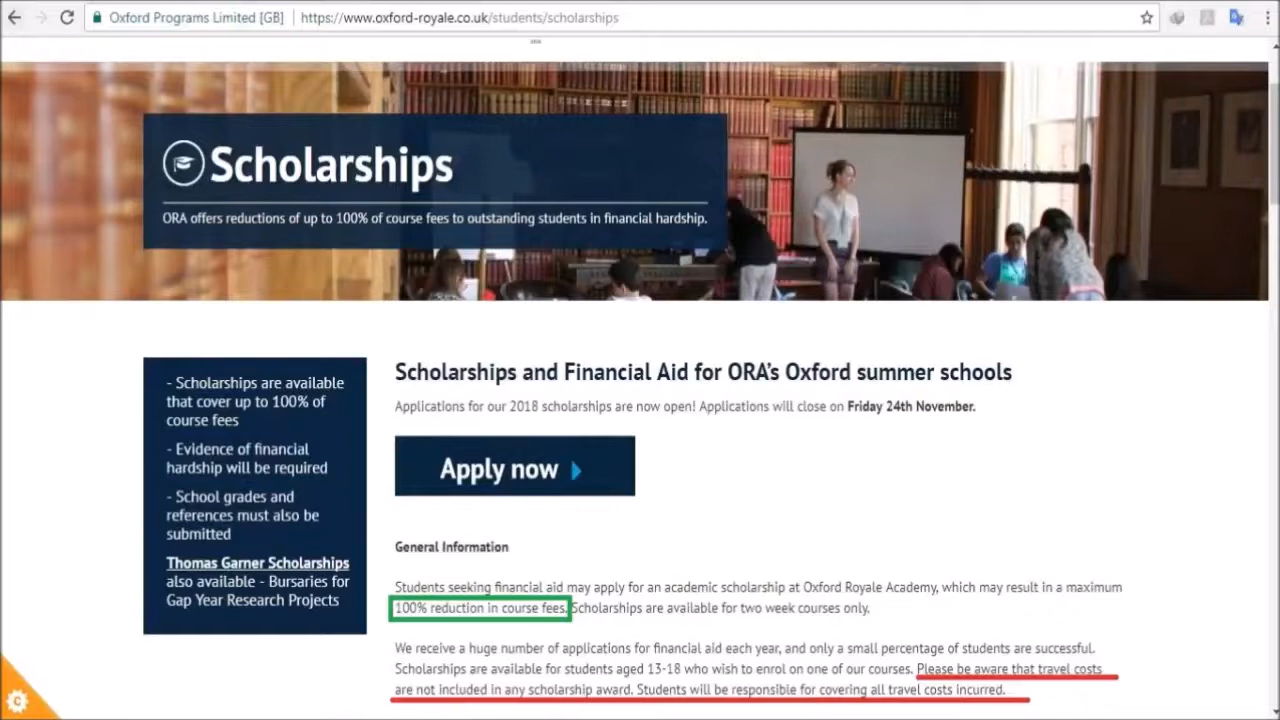 Oxford Programs Limited [GB] https://www.oxford-royale.co.uk/students/scholarships
Scholarships
ORA offers reductions of up to 100% of course fees to outstanding students in financial hardship.
- Scholarships are available
that cover up to 100% of
course fees
- Evidence of financial
hardship will be required
- School grades and
references must also be
submitted
Thomas Garner Scholarships
also available - Bursaries for
Gap Year Research Projects
Scholarships and Financial Aid for ORA's Oxford summer schools
Applications for our 2018 scholarships are now open! Applications will close on Friday 24th November.
Apply now
General Information
Students seeking financial aid may apply for an academic scholarship at Oxford Royale Academy, which may result in a maximum
100% reduction in course fees. Scholarships are available for two week courses only.
We receive a huge number of applications for financial aid each year, and only a small percentage of students are successful.
Scholarships are available for students aged 13-18 who wish to enrol on one of our courses. Please be aware that travel costs
are not included in any scholarship award. Students will be responsible for covering all travel costs incurred.